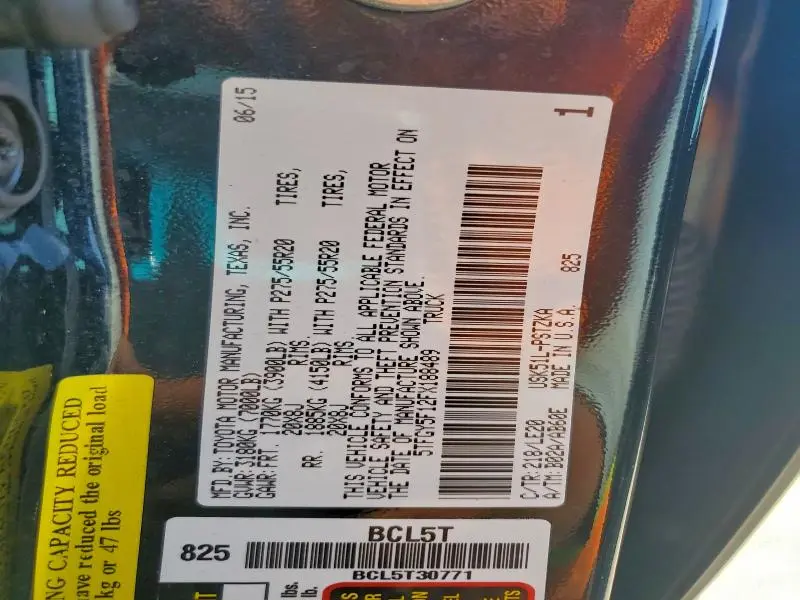 MFD.BY:TOYOTA MOTOR MANUFACTURING, TEXAS, INC. 06/15
GVWR: 3180KG (7000LB)
GAWR: FRT. 1770KG (3900LB) WITH P275/55R20 TIRES,
20X8J RIMS,
RR. 1885KG (4150LB) WITH P275/55R20 TIRES,
20X8J RIMS.
THIS VEHICLE CONFORMS TO ALL APPLICABLE FEDERAL MOTOR
VEHICLE SAFETY AND THEFT PREVENTION STANDARDS IN EFFECT ON
THE DATE OF MANUFACTURE SHOWN ABOVE.
5TFGY5F12FX188489 TRUCK
C/TR: 218/LE20 USK51L-PSTZKA
A/TM: B02A/AB60E MADE IN U.S.A. 825
1
BCL5T
825
BCL5T30771
NG CAPACITY REDUCED
ave reduced the original load
kg or 47 lbs
lbs.
lb.